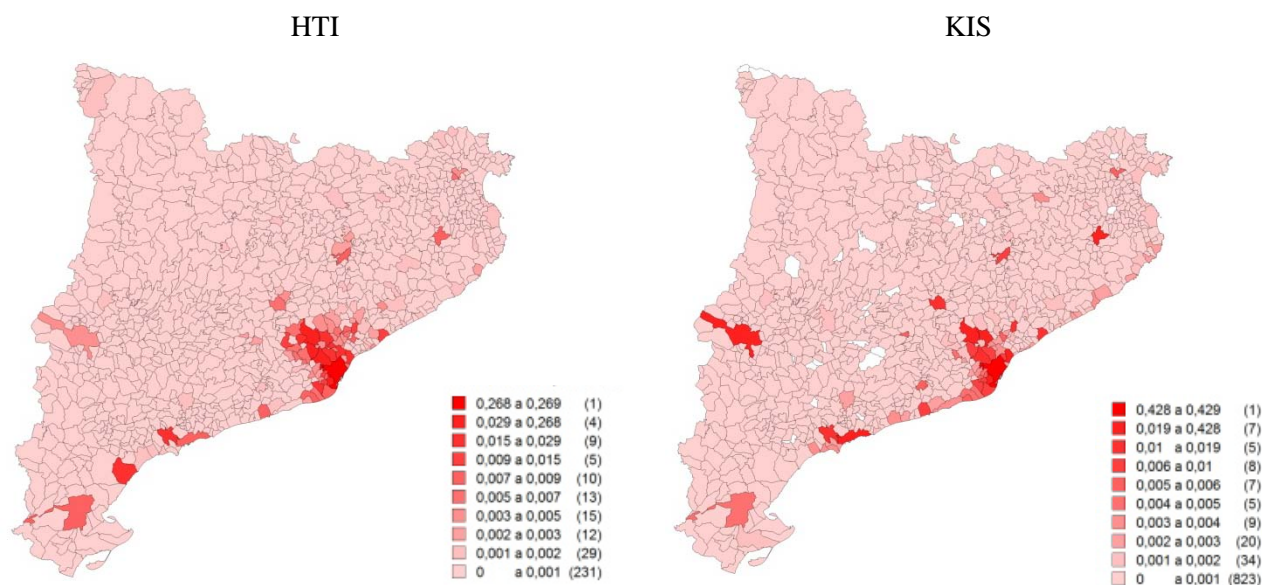 HTI
KIS
0,268 a 0,269 (1)
0,029 a 0,268 (4)
0,015 a 0,029 (9)
0,009 a 0,015 (5)
0,007 a 0,009 (10)
0,005 a 0,007 (13)
0,003 a 0,005 (15)
0,002 a 0,003 (12)
0,001 a 0,002 (29)
0 a 0,001 (231)
0,428 a 0,429 (1)
0,019 a 0,428 (7)
0,01 a 0,019 (5)
0,006 a 0,01 (8)
0,005 a 0,006 (7)
0,004 a 0,005 (5)
0,003 a 0,004 (9)
0,002 a 0,003 (20)
0,001 a 0,002 (34)
0 a 0,001 (823)